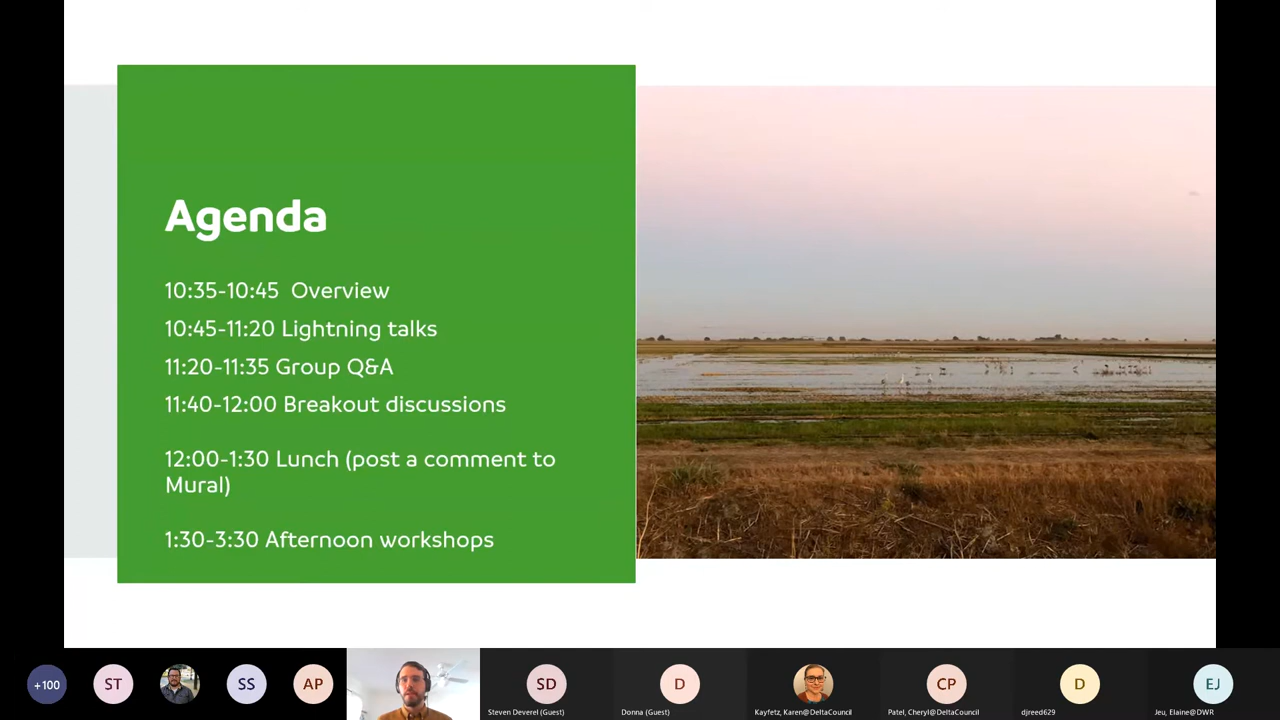 Agenda
10:35-10:45 Overview
10:45-11:20 Lightning talks
11:20-11:35 Group Q&A
11:40-12:00 Breakout discussions
12:00-1:30 Lunch (post a comment to
Mural)
1:30-3:30 Afternoon workshops
+100
ST
SS
AP
SD
D
CP
D
EJ
Steven Deverel (Guest)
Donna (Guest)
Kayfetz, Karen@DeltaCouncil
Patel, Cheryl@DeltaCouncil
djreed629
Jeu, Elaine@DWR